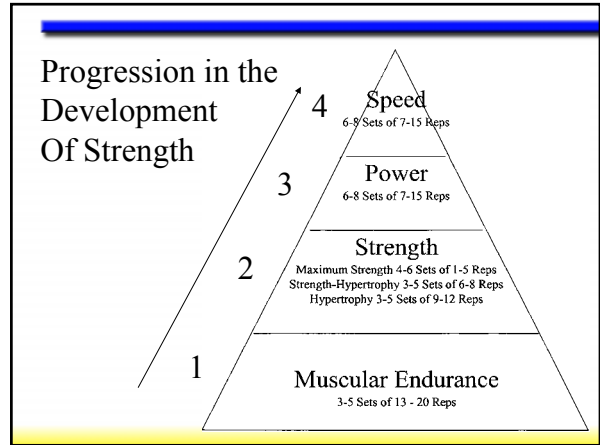 Progression in the
Development
Of Strength
4
Speed
6-8 Sets of 7-15 Reps
3
Power
6-8 Sets of 7-15 Reps
2
Strength
Maximum Strength 4-6 Sets of 1-5 Reps
Strength-Hypertrophy 3-5 Sets of 6-8 Reps
Hypertrophy 3-5 Sets of 9-12 Reps
1
Muscular Endurance
3-5 Sets of 13 - 20 Reps